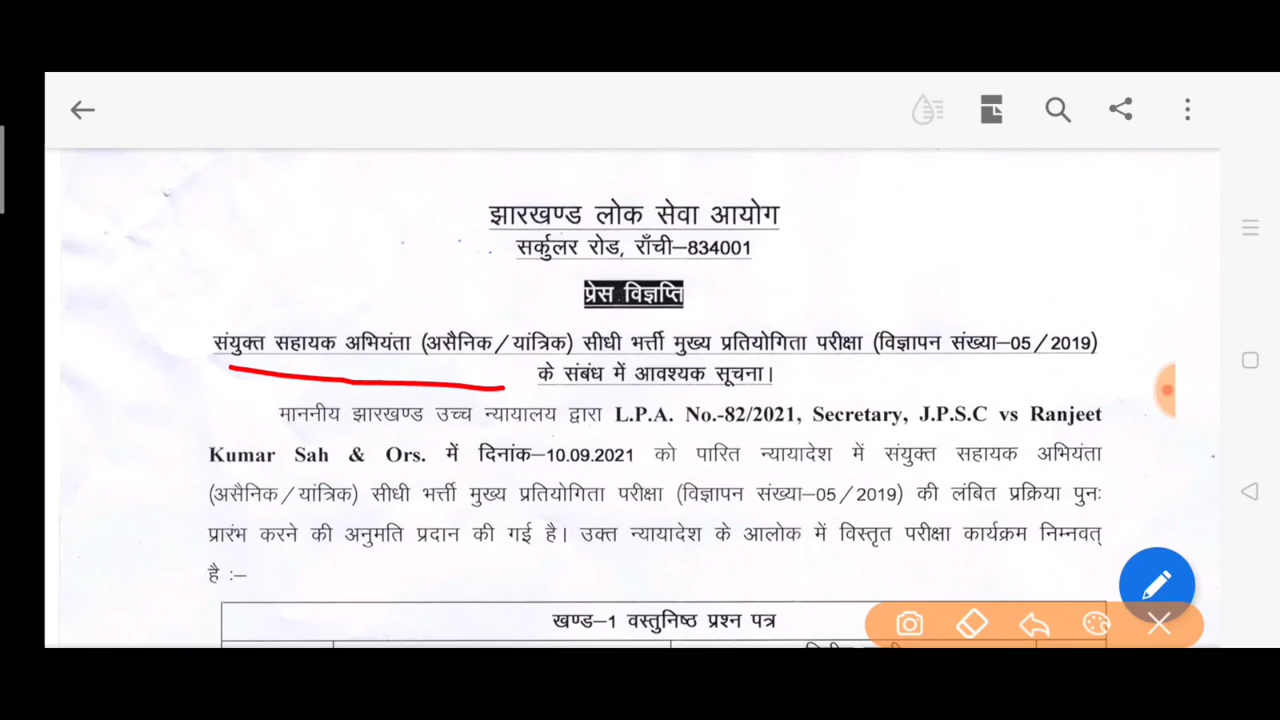 झारखण्ड लोक सेवा आयोग
सर्कुलर रोड, राँची–834001
प्रेस विज्ञप्ति
संयुक्त सहायक अभियंता (असैनिक/यांत्रिक) सीधी भर्त्ती मुख्य प्रतियोगिता परीक्षा (विज्ञापन संख्या–05/2019)
के संबंध में आवश्यक सूचना।
माननीय झारखण्ड उच्च न्यायालय द्वारा L.P.A. No.-82/2021, Secretary, J.P.S.C vs Ranjeet
Kumar Sah & Ors. में दिनांक–10.09.2021 को पारित न्यायादेश में संयुक्त सहायक अभियंता
(असैनिक/यांत्रिक) सीधी भर्त्ती मुख्य प्रतियोगिता परीक्षा (विज्ञापन संख्या–05/2019) की लंबित प्रक्रिया पुनः
प्रारंभ करने की अनुमति प्रदान की गई है। उक्त न्यायादेश के आलोक में विस्तृत परीक्षा कार्यक्रम निम्नवत्
है :–
खण्ड–1 वस्तुनिष्ठ प्रश्न पत्र